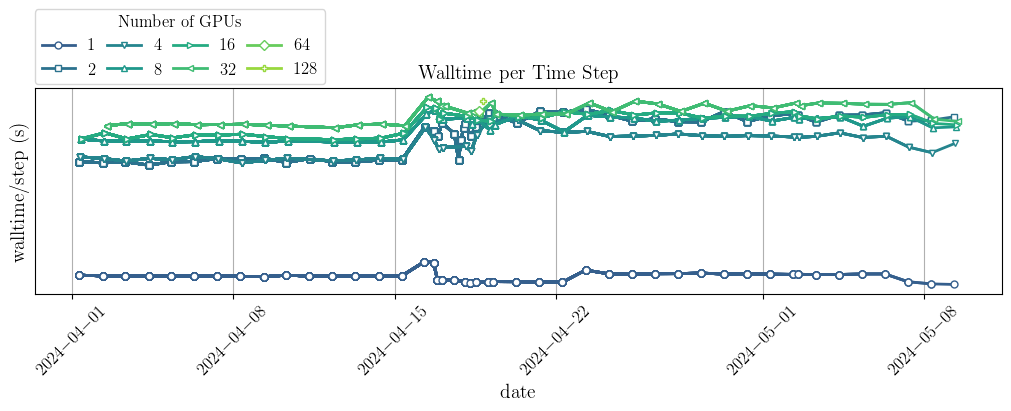 Number of GPUs
1 4 16 64
2 8 32 128
Walltime per Time Step
walltime/step (s)
2024−04−01
2024−04−08
2024−04−15
2024−04−22
2024−05−01
2024−05−08
date